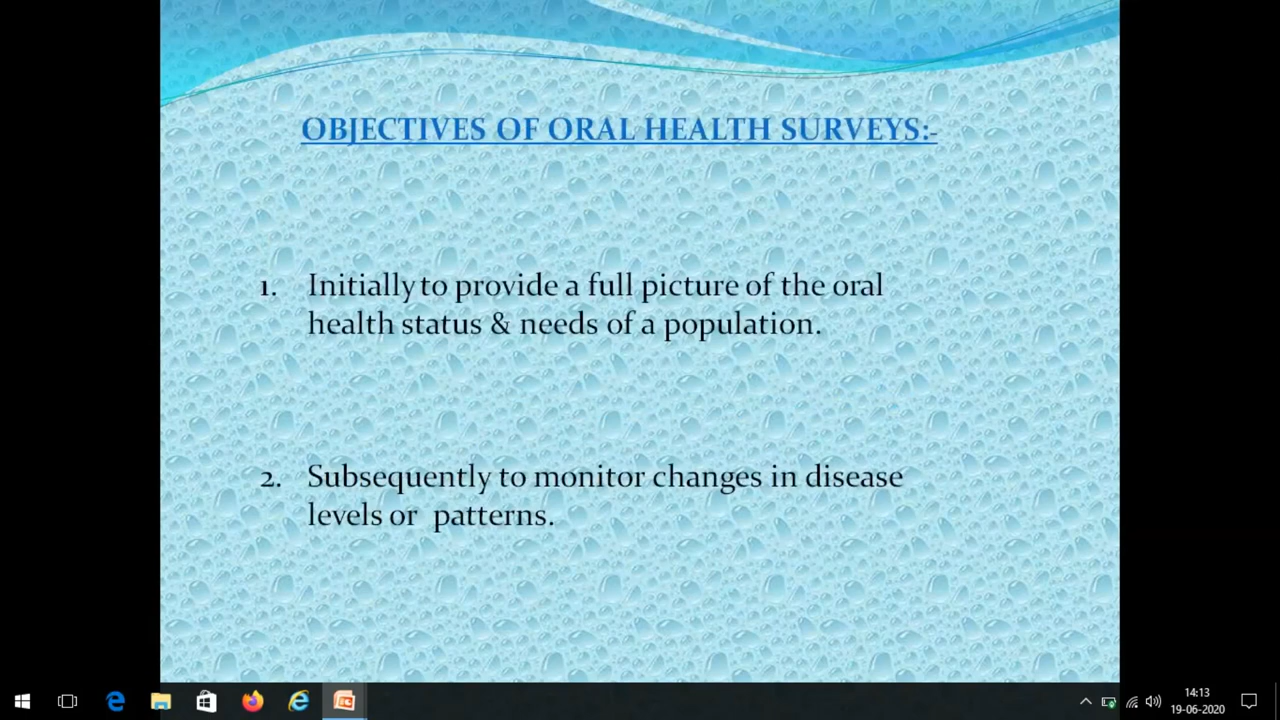 OBJECTIVES OF ORAL HEALTH SURVEYS:-
1. Initially to provide a full picture of the oral
health status & needs of a population.
2. Subsequently to monitor changes in disease
levels or patterns.
14:13
19-06-2020